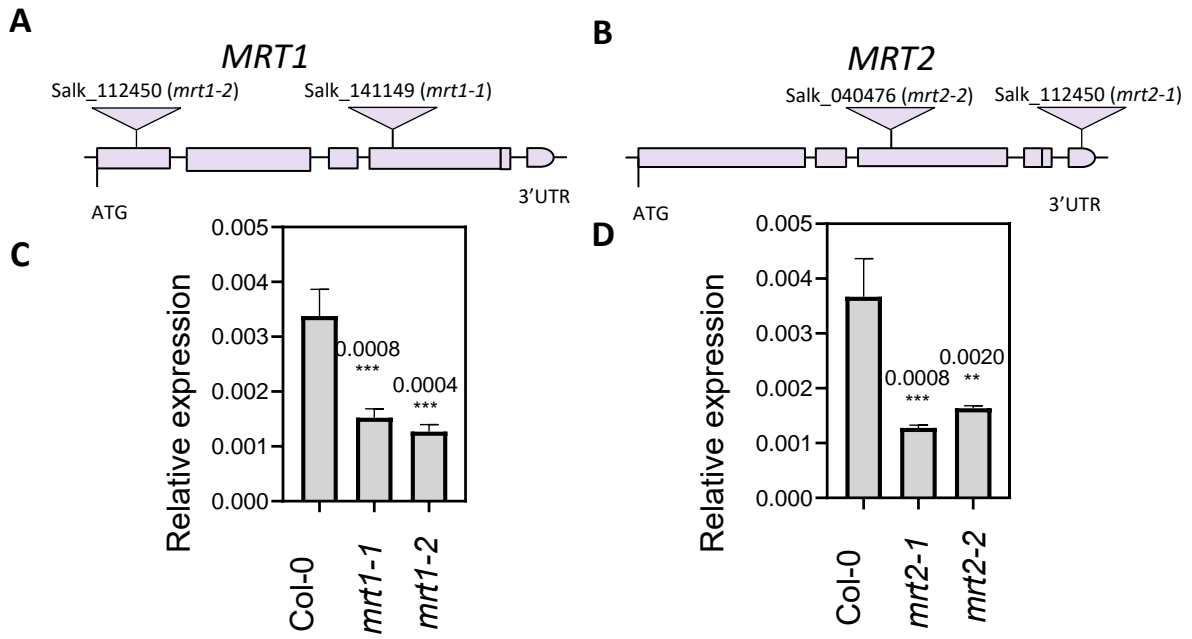 A
MRT1
Salk_112450 (mrt1-2)
Salk_141149 (mrt1-1)
ATG
3’UTR
B
MRT2
Salk_040476 (mrt2-2)
Salk_112450 (mrt2-1)
ATG
3’UTR
C
Relative expression
0.005
0.004
0.003
0.002
0.001
0.000
0.0008
***
0.0004
***
Col-0
mrt1-1
mrt1-2
D
Relative expression
0.005
0.004
0.003
0.002
0.001
0.000
0.0008
***
0.0020
**
Col-0
mrt2-1
mrt2-2